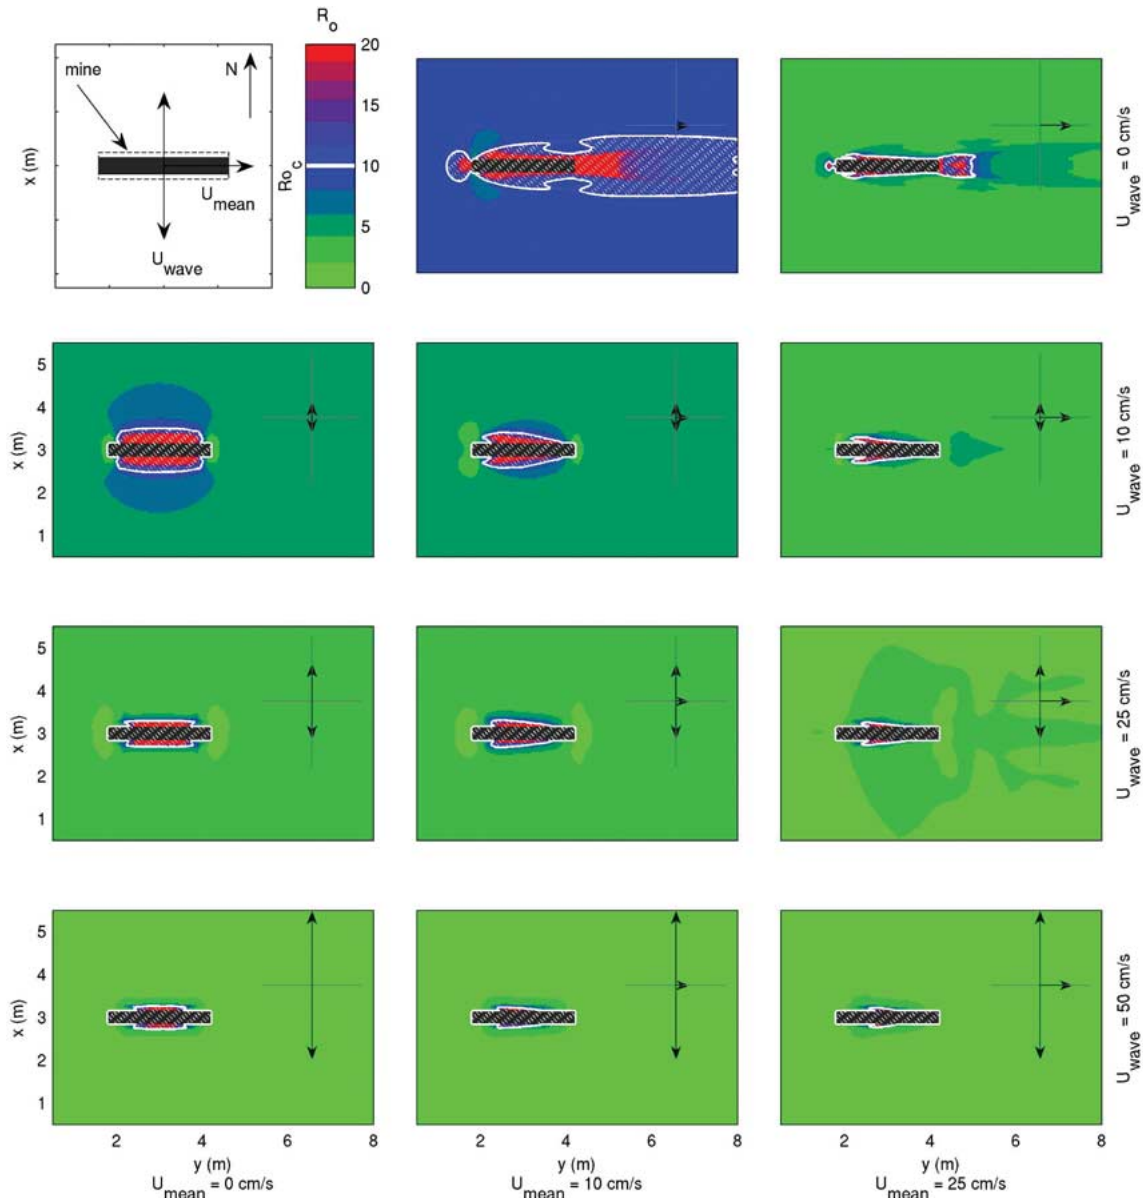 R_o
mine
N
20
15
10
5
0
Ro_c
x (m)
U_mean
U_wave
U_wave = 0 cm/s
5
4
3
2
1
x (m)
U_wave = 10 cm/s
5
4
3
2
1
x (m)
U_wave = 25 cm/s
5
4
3
2
1
x (m)
U_wave = 50 cm/s
2 4 6 8
2 4 6 8
2 4 6 8
y (m)
y (m)
y (m)
U_mean = 0 cm/s
U_mean = 10 cm/s
U_mean = 25 cm/s